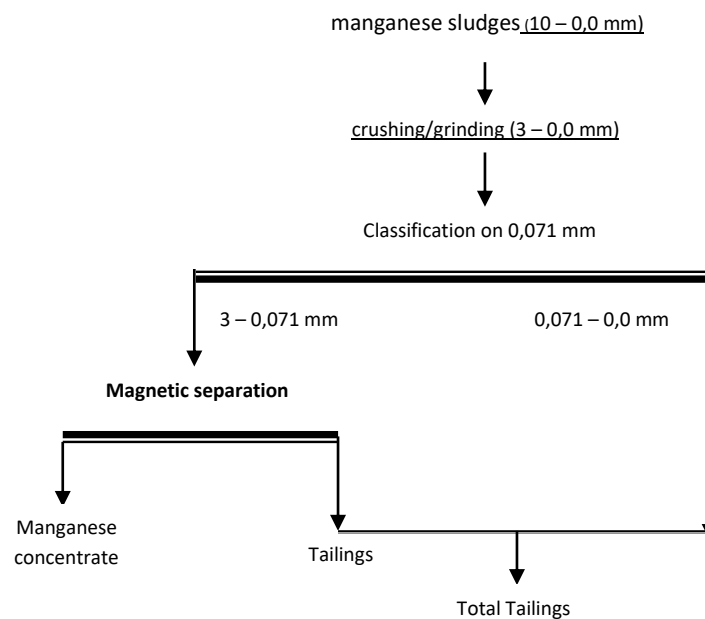 manganese sludges (10 – 0,0 mm)
crushing/grinding (3 – 0,0 mm)
Classification on 0,071 mm
3 – 0,071 mm
0,071 – 0,0 mm
Magnetic separation
Manganese
concentrate
Tailings
Total Tailings